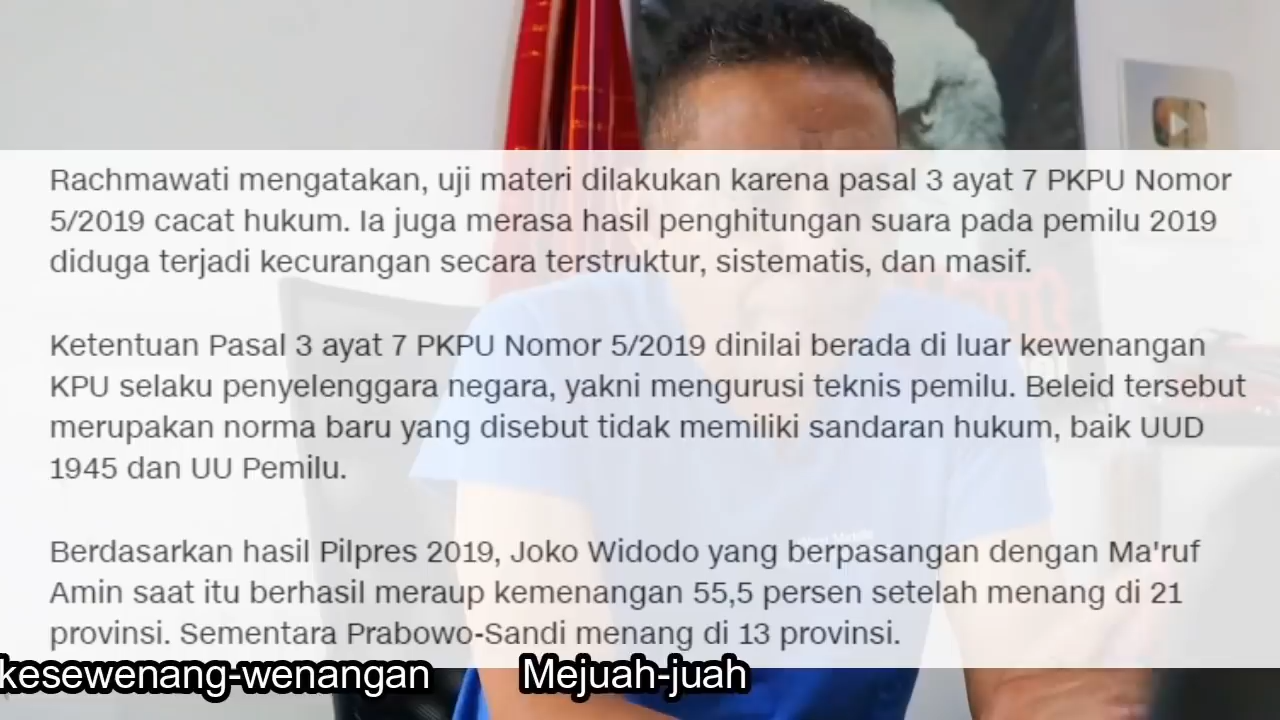 Rachmawati mengatakan, uji materi dilakukan karena pasal 3 ayat 7 PKPU Nomor
5/2019 cacat hukum. Ia juga merasa hasil penghitungan suara pada pemilu 2019
diduga terjadi kecurangan secara terstruktur, sistematis, dan masif.
Ketentuan Pasal 3 ayat 7 PKPU Nomor 5/2019 dinilai berada di luar kewenangan
KPU selaku penyelenggara negara, yakni mengurusi teknis pemilu. Beleid tersebut
merupakan norma baru yang disebut tidak memiliki sandaran hukum, baik UUD
1945 dan UU Pemilu.
Berdasarkan hasil Pilpres 2019, Joko Widodo yang berpasangan dengan Ma'ruf
Amin saat itu berhasil meraup kemenangan 55,5 persen setelah menang di 21
provinsi. Sementara Prabowo-Sandi menang di 13 provinsi.
kesewenang-wenangan Mejuah-juah